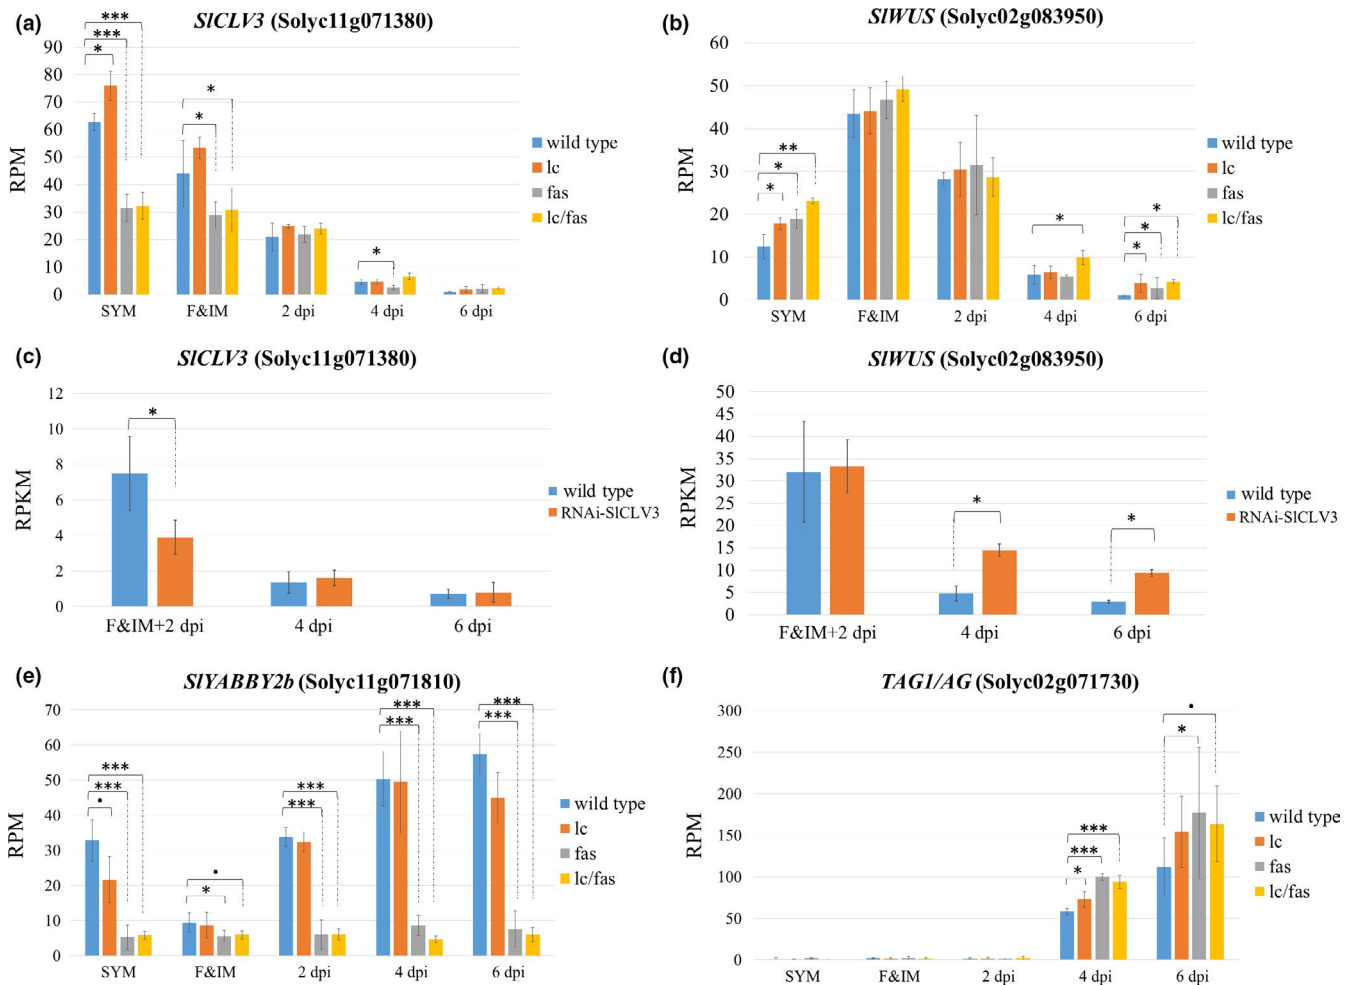 (a)
SlCLV3 (Solyc11g071380)
RPM
90
80
70
60
50
40
30
20
10
0
***
***
*
*
*
*
SYM
F&IM
2 dpi
4 dpi
6 dpi
wild type
lc
fas
lc/fas
(b)
SlWUS (Solyc02g083950)
RPM
60
50
40
30
20
10
0
**
*
*
*
*
*
*
SYM
F&IM
2 dpi
4 dpi
6 dpi
wild type
lc
fas
lc/fas
(c)
SlCLV3 (Solyc11g071380)
RPKM
12
10
8
6
4
2
0
*
F&IM+2 dpi
4 dpi
6 dpi
wild type
RNAi-SlCLV3
(d)
SlWUS (Solyc02g083950)
RPKM
50
45
40
35
30
25
20
15
10
5
0
*
*
F&IM+2 dpi
4 dpi
6 dpi
wild type
RNAi-SlCLV3
(e)
SlYABBY2b (Solyc11g071810)
RPM
70
60
50
40
30
20
10
0
***
***
•
•
*
***
***
***
***
***
***
SYM
F&IM
2 dpi
4 dpi
6 dpi
wild type
lc
fas
lc/fas
(f)
TAG1/AG (Solyc02g071730)
RPM
300
250
200
150
100
50
0
***
***
*
•
*
SYM
F&IM
2 dpi
4 dpi
6 dpi
wild type
lc
fas
lc/fas